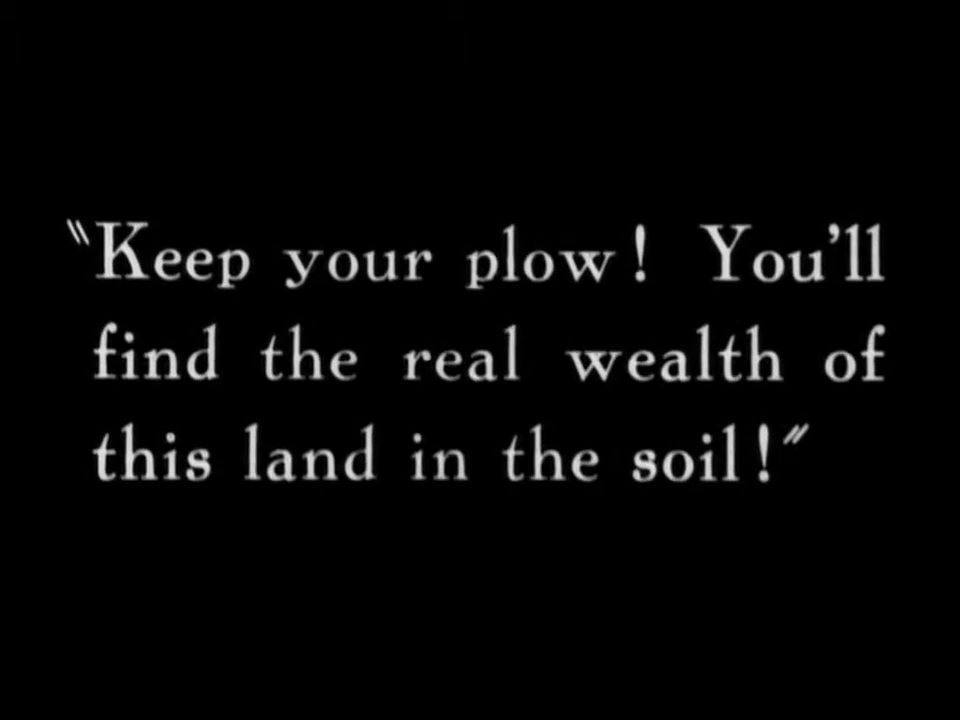 "Keep your plow! You'll
find the real wealth of
this land in the soil!"